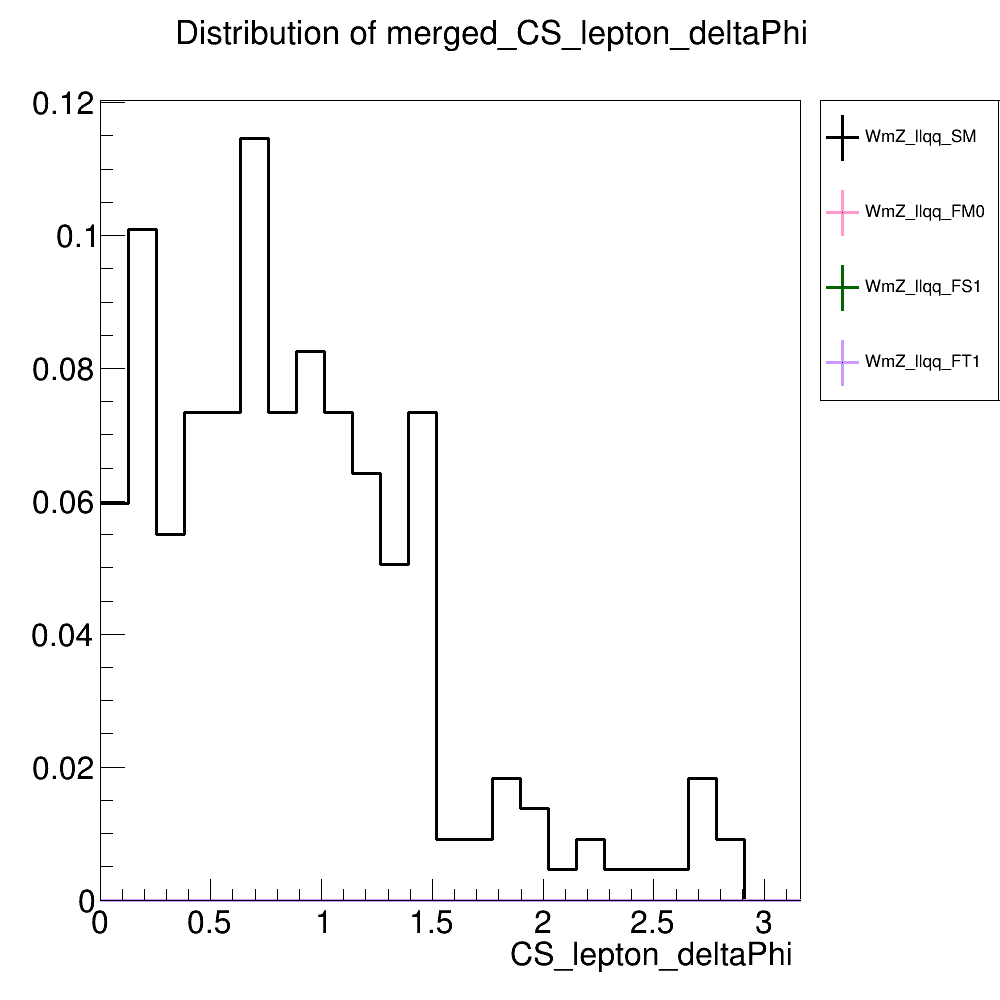 Distribution of merged_CS_lepton_deltaPhi
0.12
0.1
0.08
0.06
0.04
0.02
0
0 0.5 1 1.5 2 2.5 3
CS_lepton_deltaPhi
WmZ_llqq_SM
WmZ_llqq_FM0
WmZ_llqq_FS1
WmZ_llqq_FT1